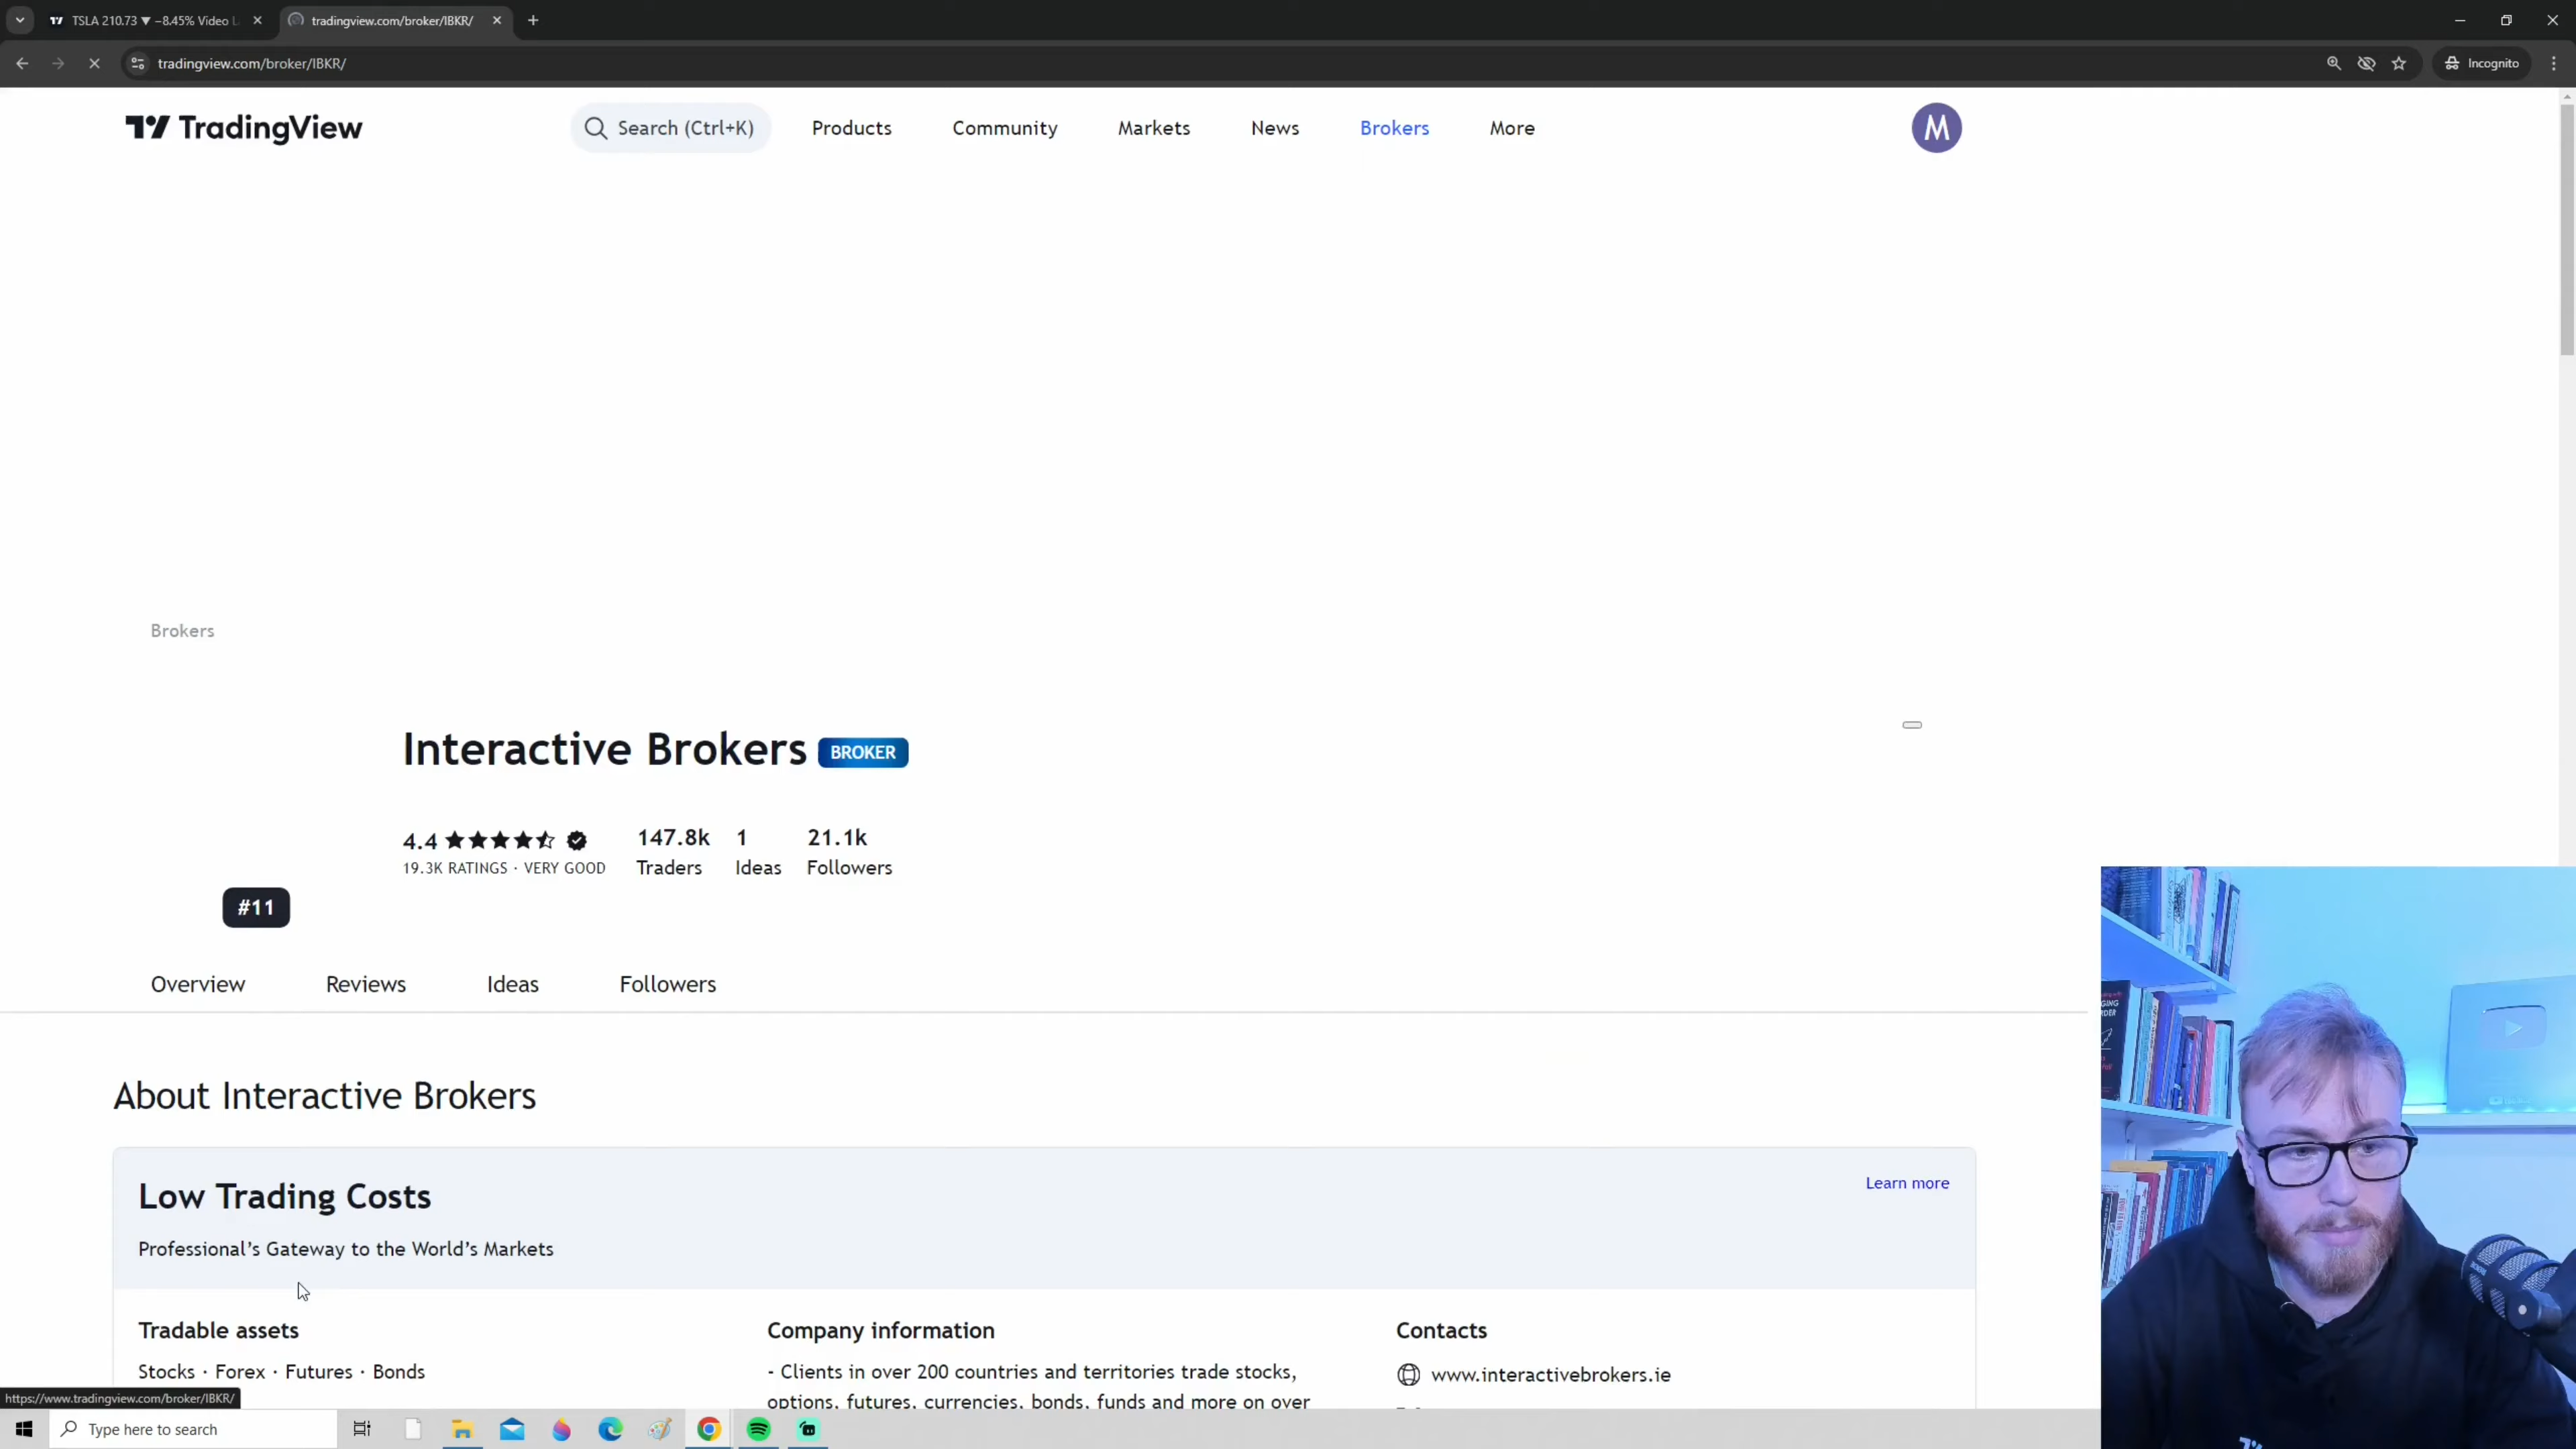 TSLA 210.73 ▼ −8.45% Video L
tradingview.com/broker/IBKR/
tradingview.com/broker/IBKR/
Incognito
TradingView
Search (Ctrl+K)
Products
Community
Markets
News
Brokers
More
M
Brokers
Interactive Brokers BROKER
4.4
147.8k
1
21.1k
19.3K RATINGS · VERY GOOD
Traders
Ideas
Followers
#11
Overview
Reviews
Ideas
Followers
About Interactive Brokers
Low Trading Costs
Learn more
Professional’s Gateway to the World’s Markets
Tradable assets
Company information
Contacts
Stocks · Forex · Futures · Bonds
- Clients in over 200 countries and territories trade stocks,
www.interactivebrokers.ie
options, futures, currencies, bonds, funds and more on over
https://www.tradingview.com/broker/IBKR/
Type here to search